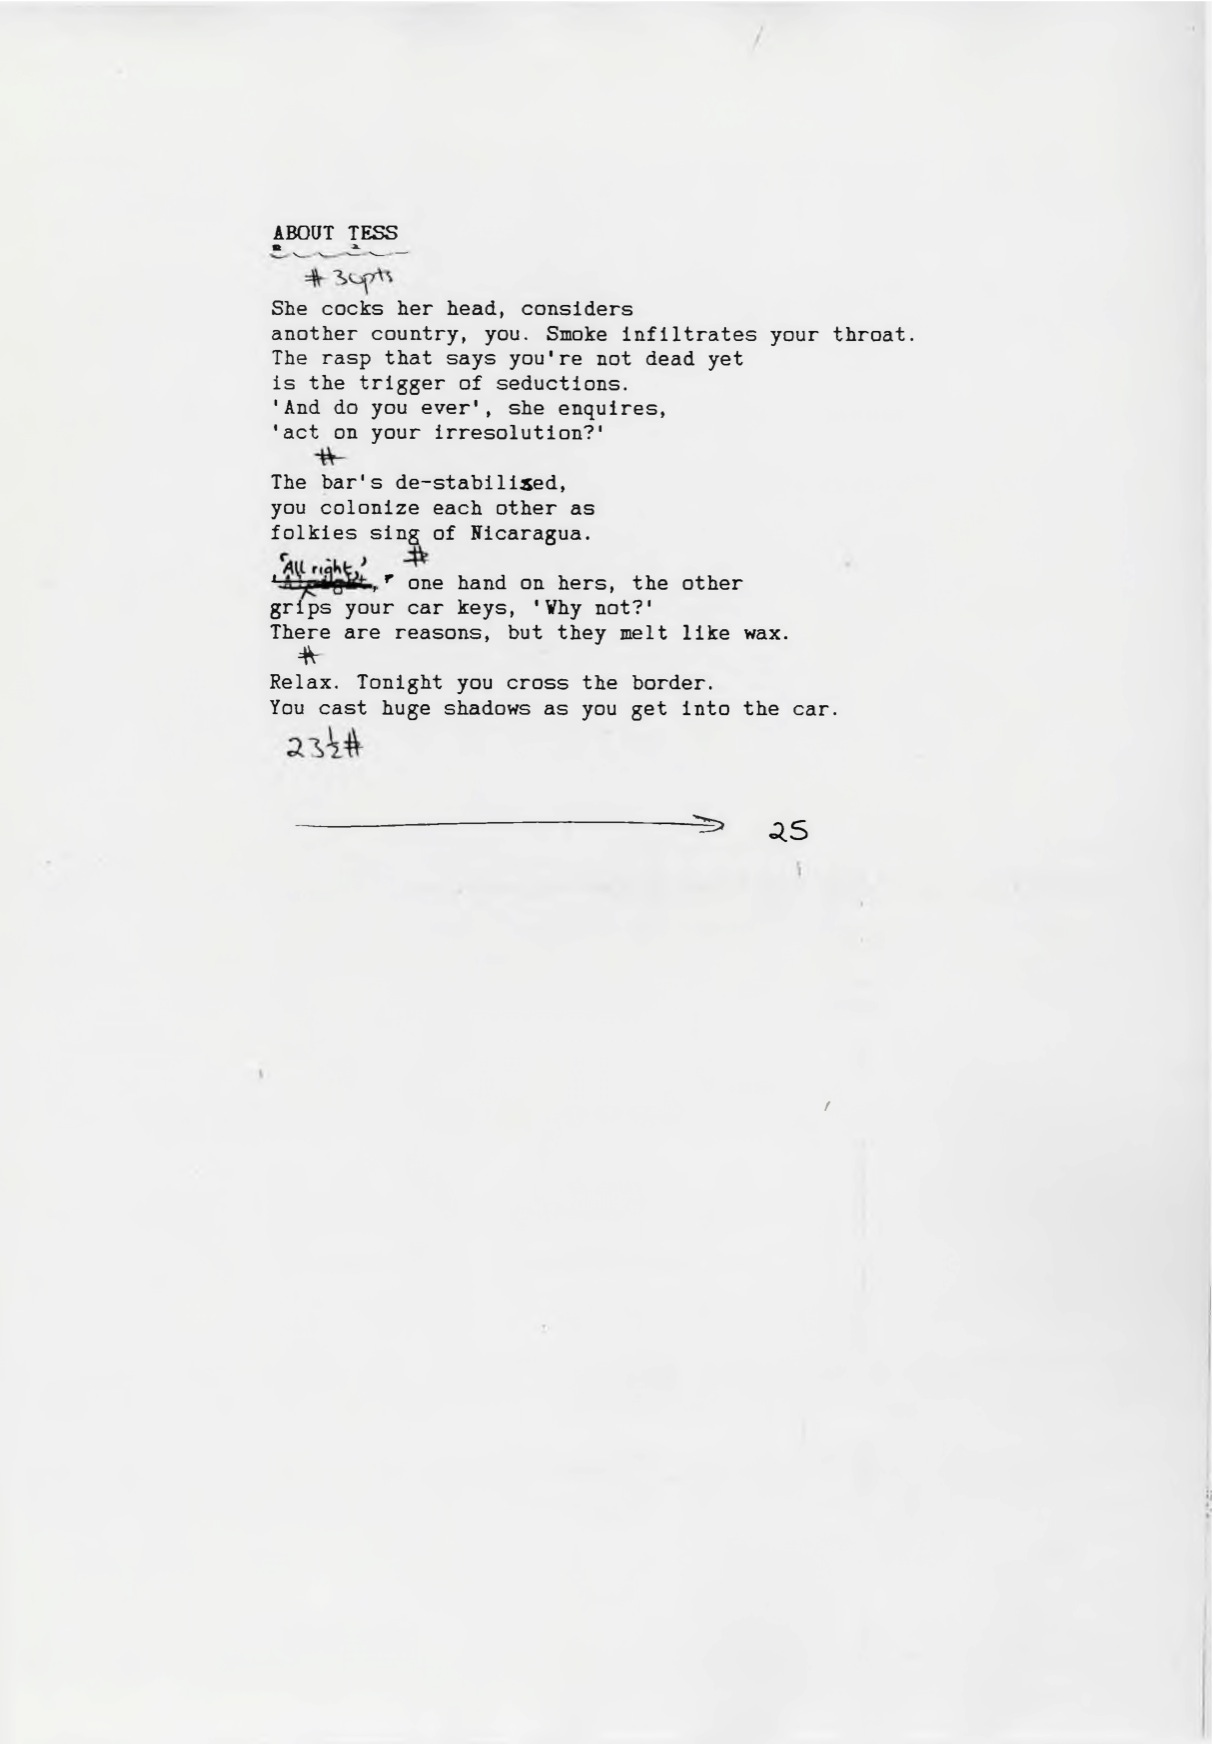 ABOUT TESS
# 30pts
She cocks her head, considers
another country, you. Smoke infiltrates your throat.
The rasp that says you're not dead yet
is the trigger of seductions.
'And do you ever', she enquires,
'act on your irresolution?'
#
The bar's de-stabilised,
you colonize each other as
folkies sing of Nicaragua.
#
'All right,'
one hand on hers, the other
grips your car keys, 'Why not?'
There are reasons, but they melt like wax.
#
Relax. Tonight you cross the border.
You cast huge shadows as you get into the car.
23½#
25